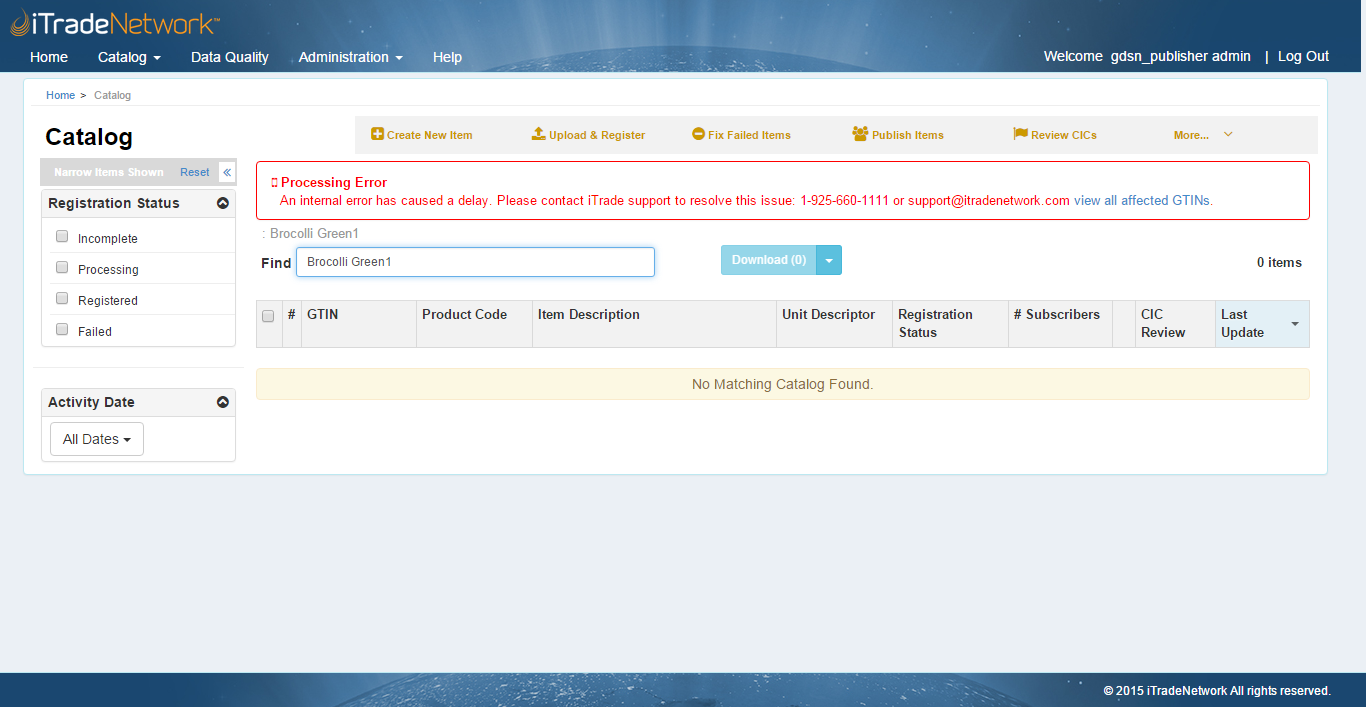 iTradeNetwork™
Home Catalog Data Quality Administration Help
Welcome gdsn_publisher admin | Log Out
Home > Catalog
Catalog
Create New Item Upload & Register Fix Failed Items Publish Items Review CICs More...
Narrow Items Shown Reset «
Registration Status
Incomplete
Processing
Registered
Failed
Activity Date
All Dates
Processing Error
An internal error has caused a delay. Please contact iTrade support to resolve this issue: 1-925-660-1111 or support@itradenetwork.com view all affected GTINs.
: Brocolli Green1
Find Brocolli Green1 Download (0) 0 items
# GTIN Product Code Item Description Unit Descriptor Registration Status # Subscribers CIC Review Last Update
No Matching Catalog Found.
© 2015 iTradeNetwork All rights reserved.